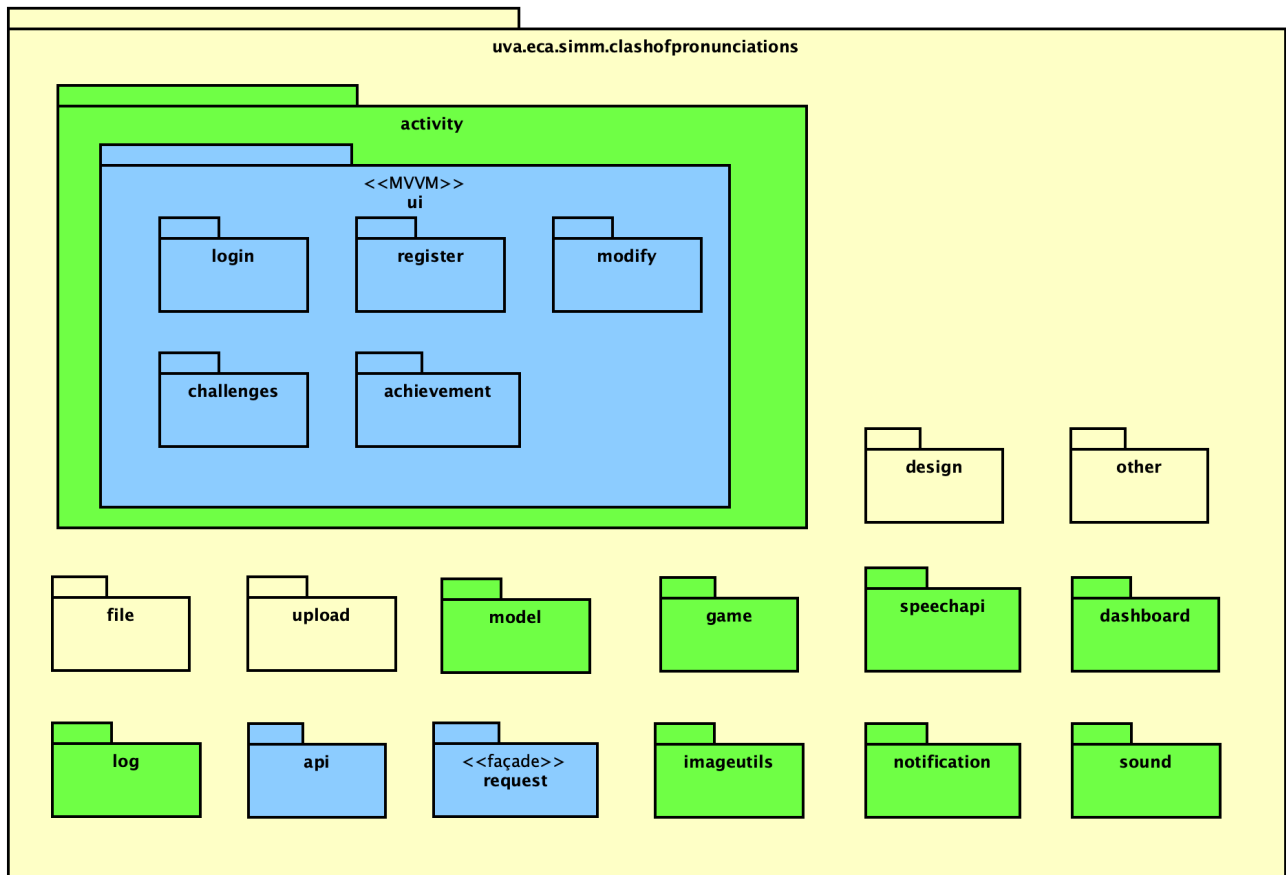 uva.eca.simm.clashofpronunciations
activity
<<MVVM>>
ui
login
register
modify
challenges
achievement
design
other
file
upload
model
game
speechapi
dashboard
log
api
<<façade>>
request
imageutils
notification
sound